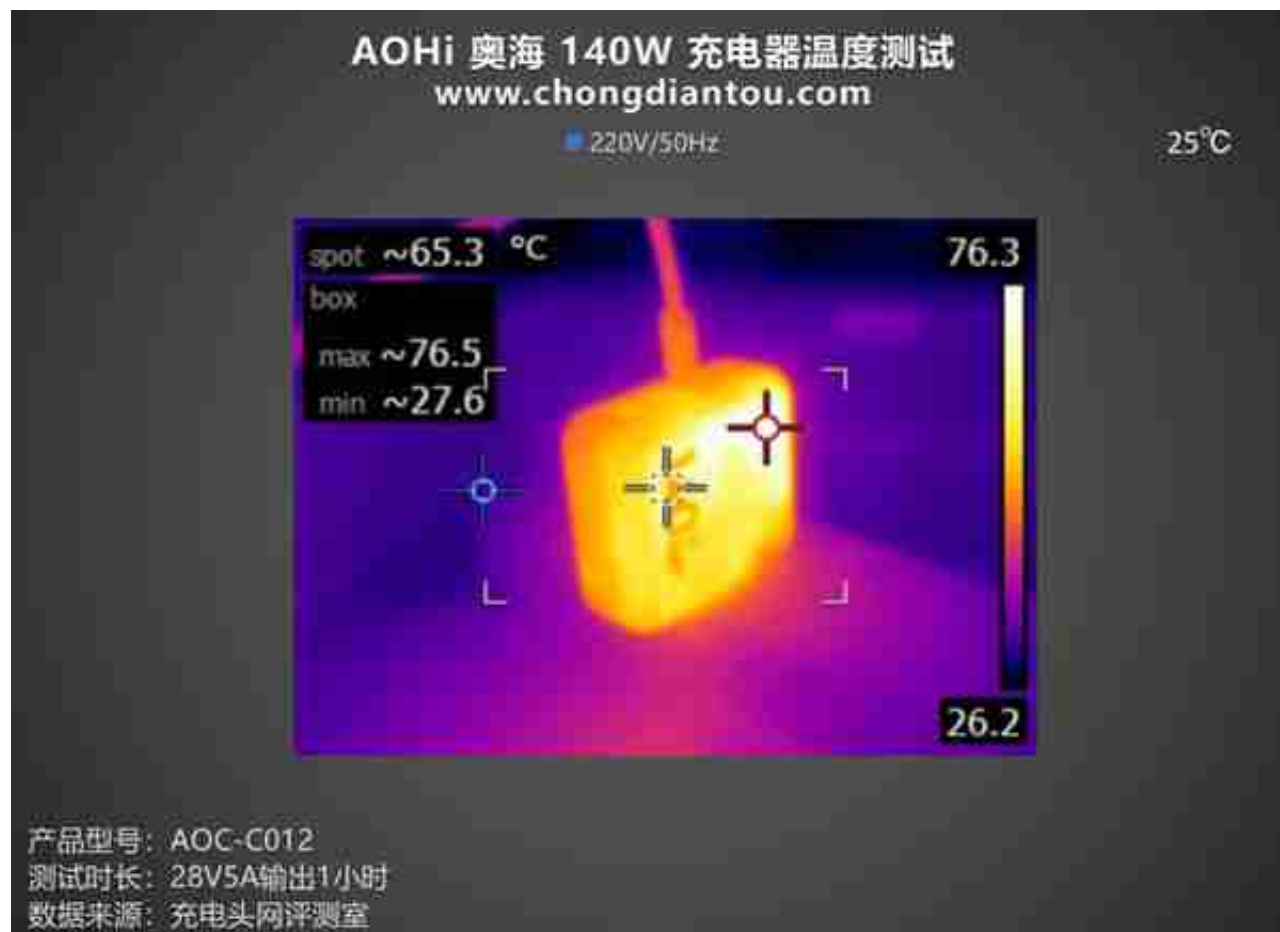 AOHi 奥海 140W 充电器温度测试
www.chongdiantou.com
220V/50Hz
25℃
spot ~65.3 °C
76.3
box
max ~76.5
min ~27.6
26.2
产品型号：AOC-C012
测试时长：28V5A输出1小时
数据来源：充电头网评测室